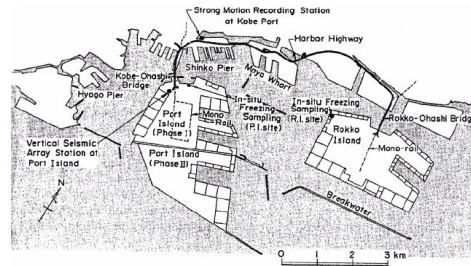 Strong Motion Recording Station
at Kobe Port
Harbar Highway
Shinko Pier
Maya Wharf
Kobe-Ohashi
Bridge
Hyogo Pier
In-situ Freezing
Sampling
(P.I. site)
In-situ Freezing
Sampling
(R.I. site)
Rokko-Ohashi Bridge
Port
Island
(Phase I)
Mono
Rail
Rokko
Island
Mono-rail
Vertical Seismic
Array Station at
Port Island
Port Island
(Phase II)
Breakwater
N
0 1 2 3 km